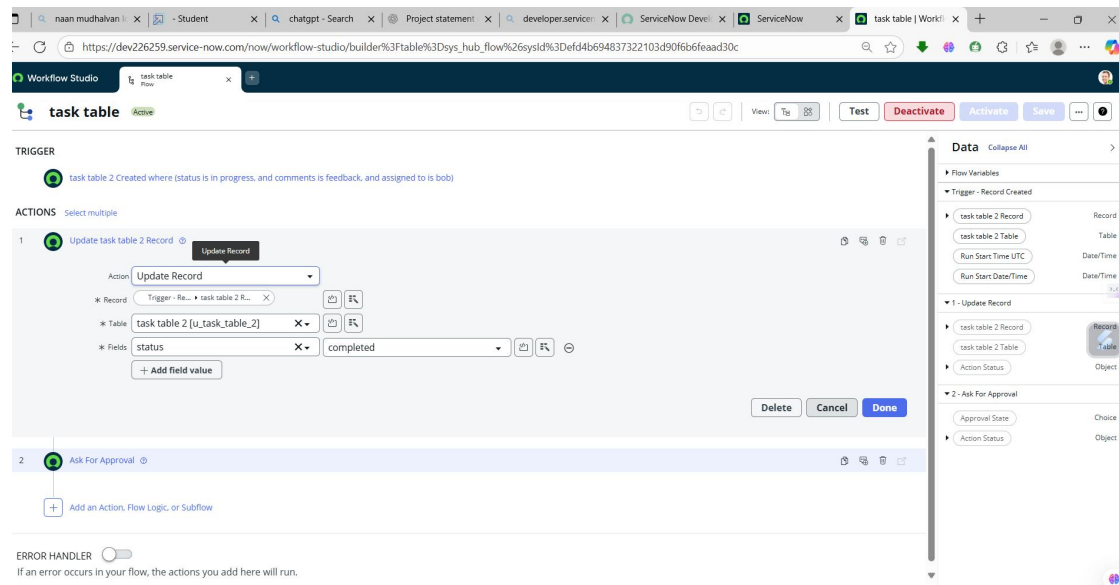 naan mudhalvan l
- Student
chatgpt - Search
Project statement
developer.servicen
ServiceNow Devel
ServiceNow
task table | Workfl
https://dev226259.service-now.com/now/workflow-studio/builder%3Ftable%3Dsys_hub_flow%26sysId%3Defd4b694837322103d90f6b6feaad30c
Workflow Studio
task table
Flow
task table Active
View:
Test
Deactivate
Activate
Save
TRIGGER
task table 2 Created where (status is in progress, and comments is feedback, and assigned to is bob)
ACTIONS Select multiple
1 Update task table 2 Record
Update Record
Action Update Record
* Record Trigger - Re... ▸ task table 2 R...
* Table task table 2 [u_task_table_2]
* Fields status completed
+ Add field value
Delete Cancel Done
2 Ask For Approval
Add an Action, Flow Logic, or Subflow
ERROR HANDLER
If an error occurs in your flow, the actions you add here will run.
Data Collapse All
Flow Variables
Trigger - Record Created
task table 2 Record Record
task table 2 Table Table
Run Start Time UTC Date/Time
Run Start Date/Time Date/Time
1 - Update Record
task table 2 Record Record
task table 2 Table Table
Action Status Object
2 - Ask For Approval
Approval State Choice
Action Status Object